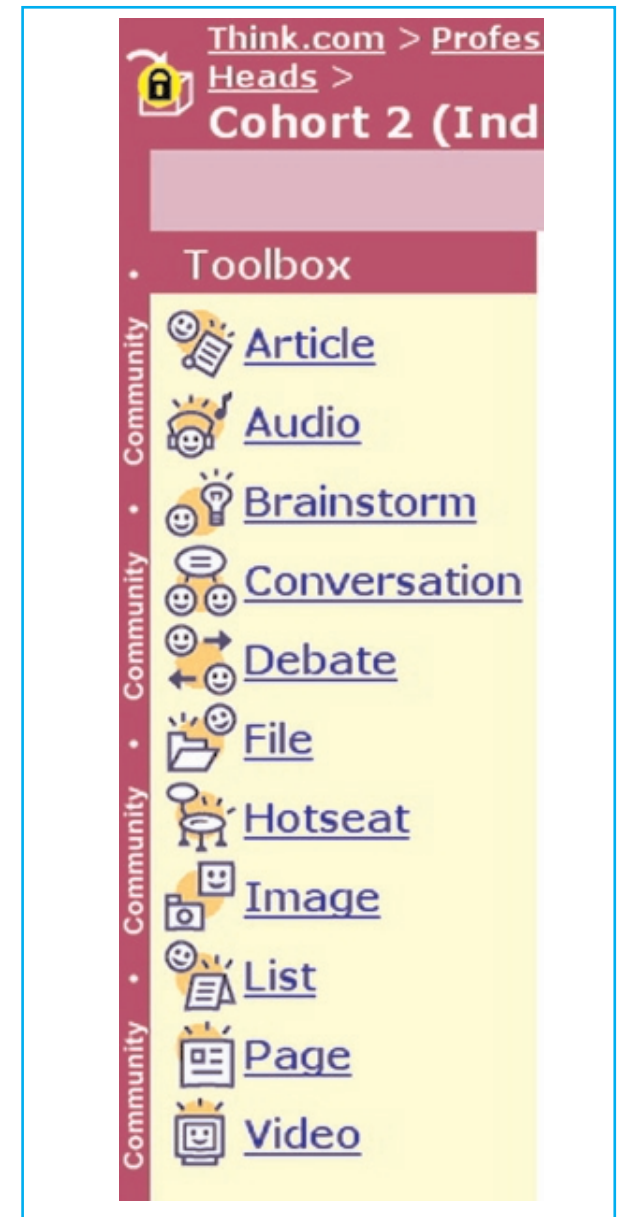 Think.com > Profes
Heads >
Cohort 2 (Ind
Toolbox
Article
Audio
Brainstorm
Conversation
Debate
File
Hotseat
Image
List
Page
Video
Community
Community
Community
Community